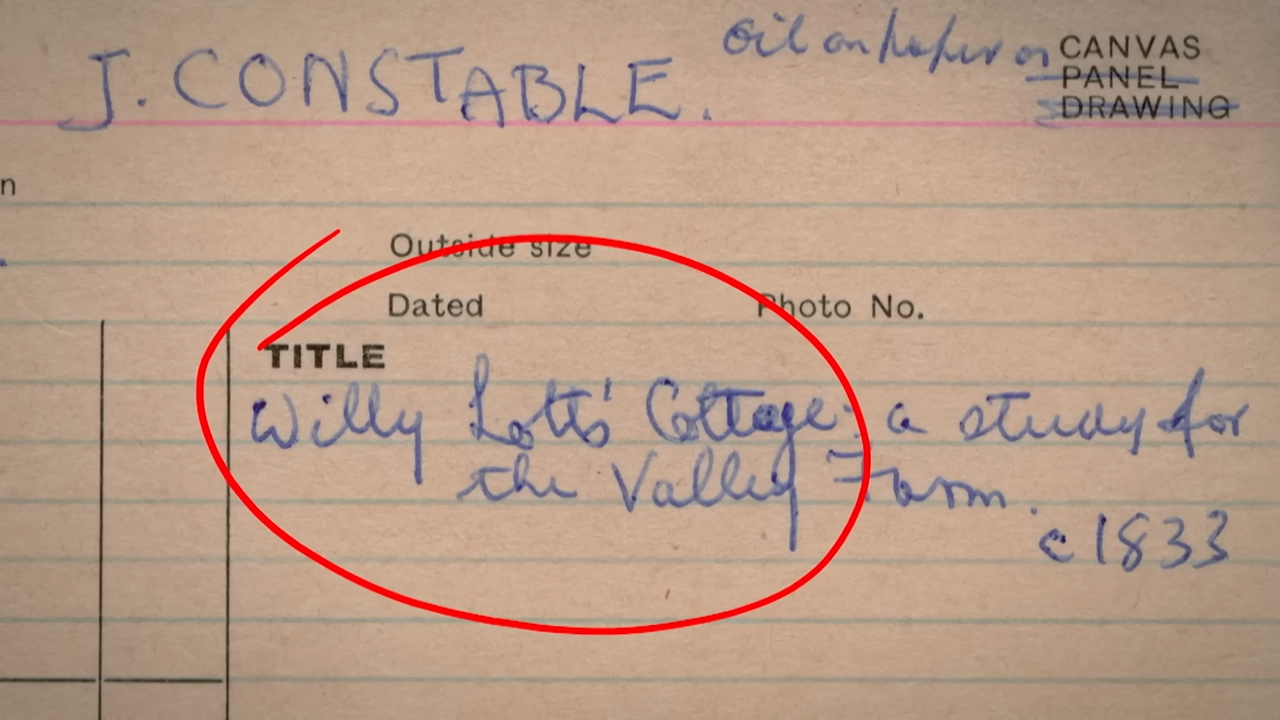 J. CONSTABLE.
oil on paper on CANVAS
PANEL
DRAWING
n
Outside size
Dated
Photo No.
TITLE
Willy Lotts' Cottage: a study for
the Valley Farm.
c 1833